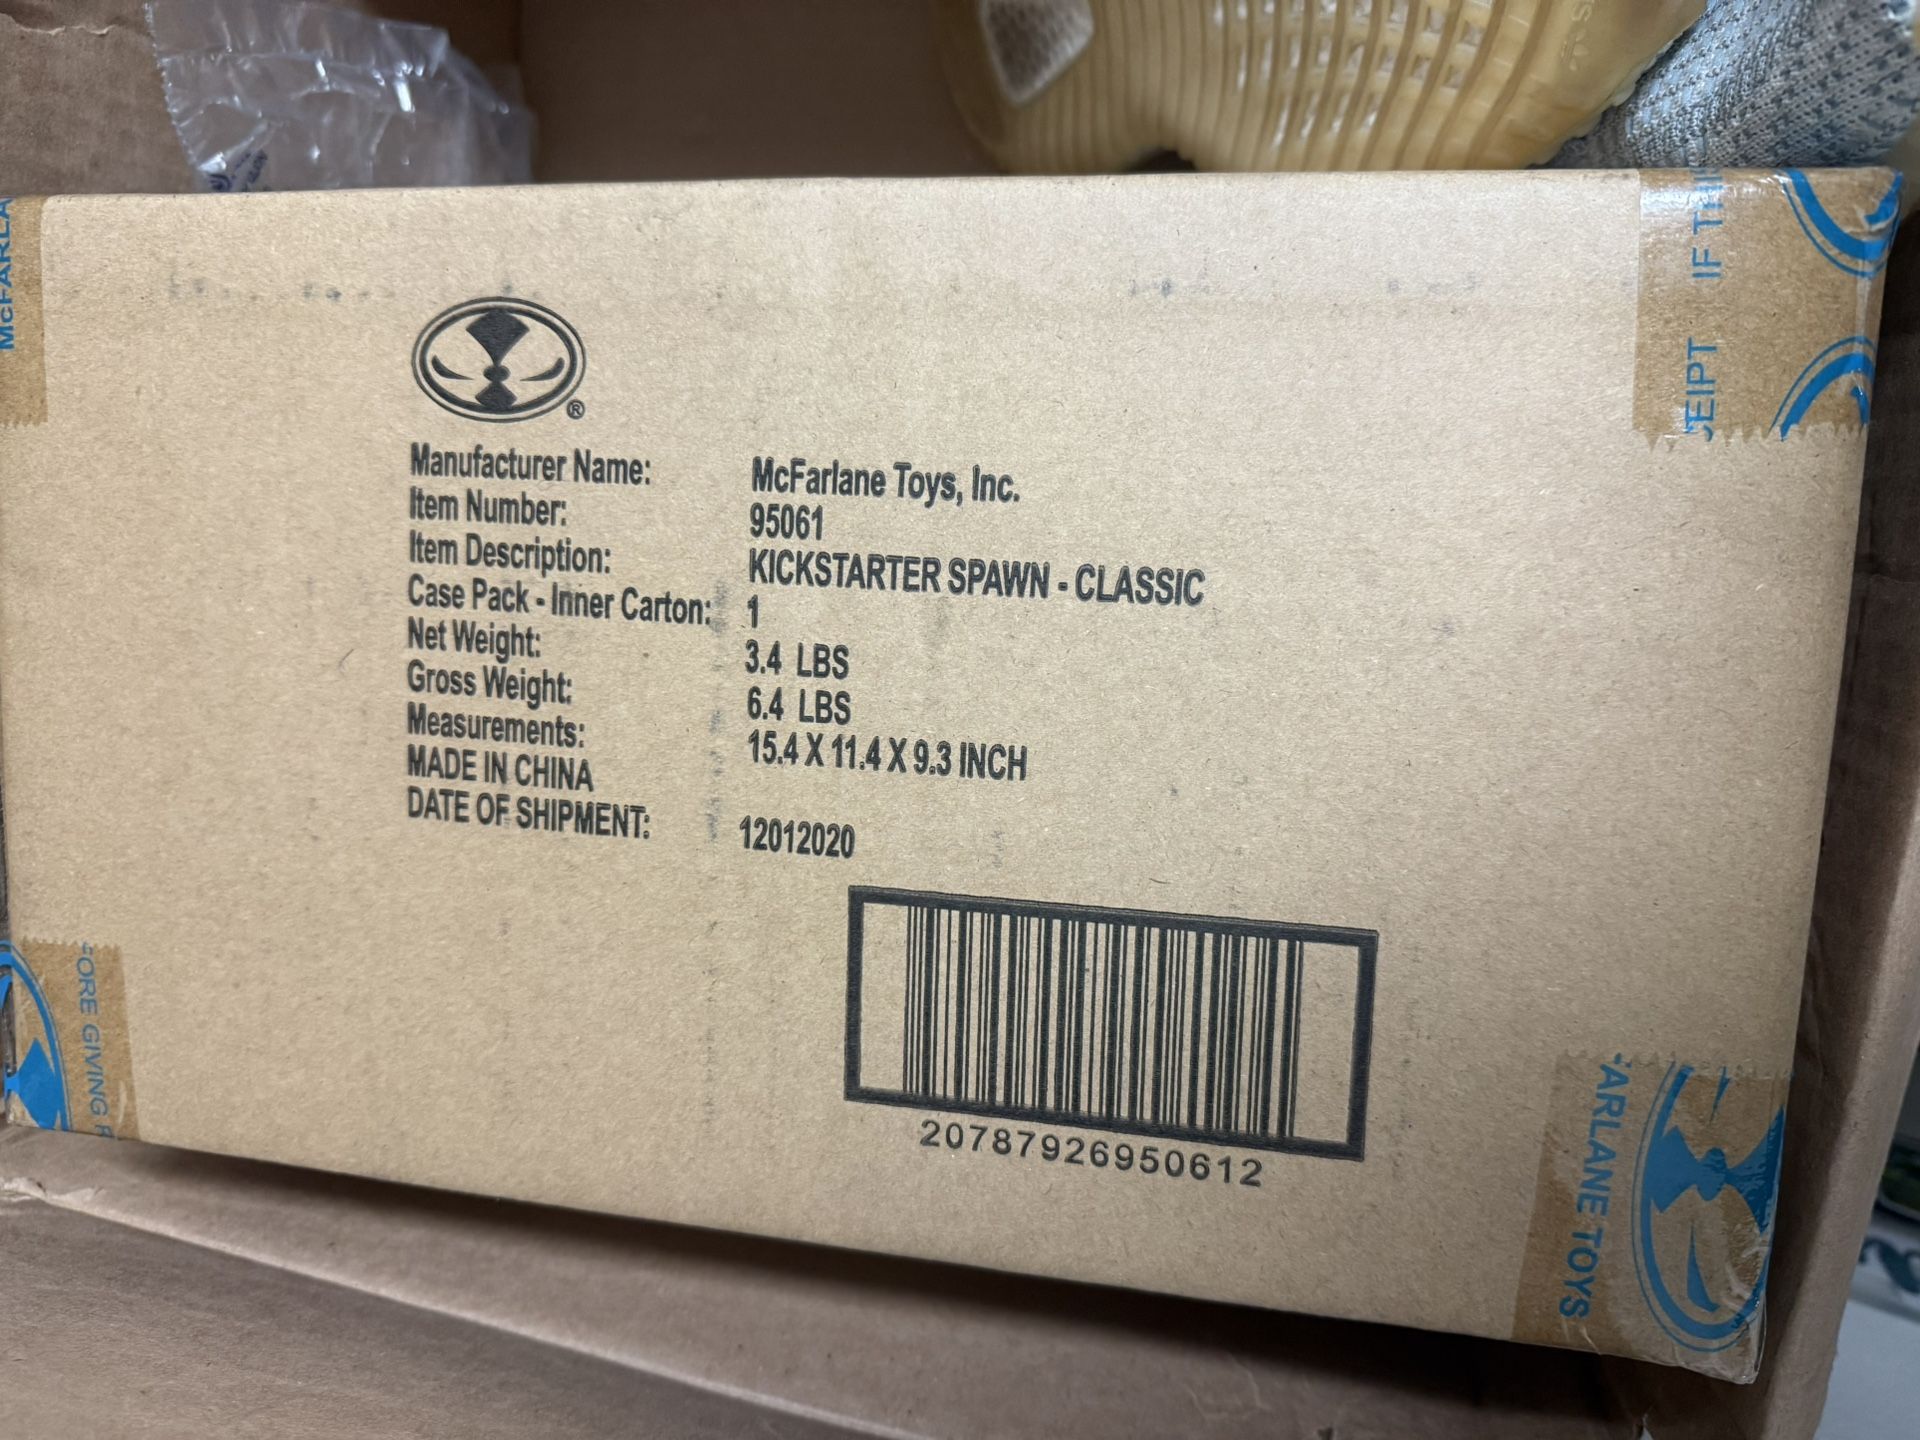 ®
Manufacturer Name: McFarlane Toys, Inc.
Item Number: 95061
Item Description: KICKSTARTER SPAWN - CLASSIC
Case Pack - Inner Carton: 1
Net Weight: 3.4 LBS
Gross Weight: 6.4 LBS
Measurements: 15.4 X 11.4 X 9.3 INCH
MADE IN CHINA
DATE OF SHIPMENT: 12012020
20787926950612
McFARLA
EIPT IF THIS
FORE GIVING R
ARLANE TOYS